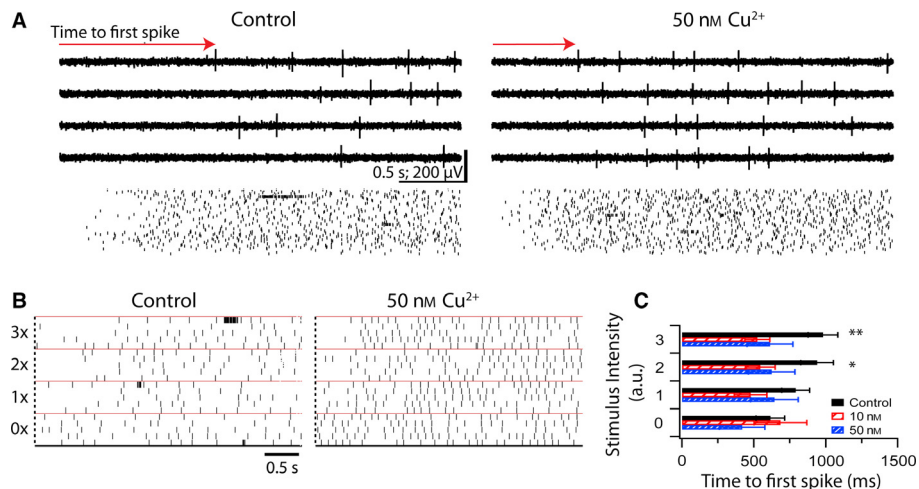 A
Control
50 nM Cu²⁺
Time to first spike
0.5 s; 200 µV
B
Control
50 nM Cu²⁺
3x
2x
1x
0x
0.5 s
C
Stimulus Intensity
(a.u.)
3
2
1
0
**
*
Control
10 nM
50 nM
0
500
1000
1500
Time to first spike (ms)